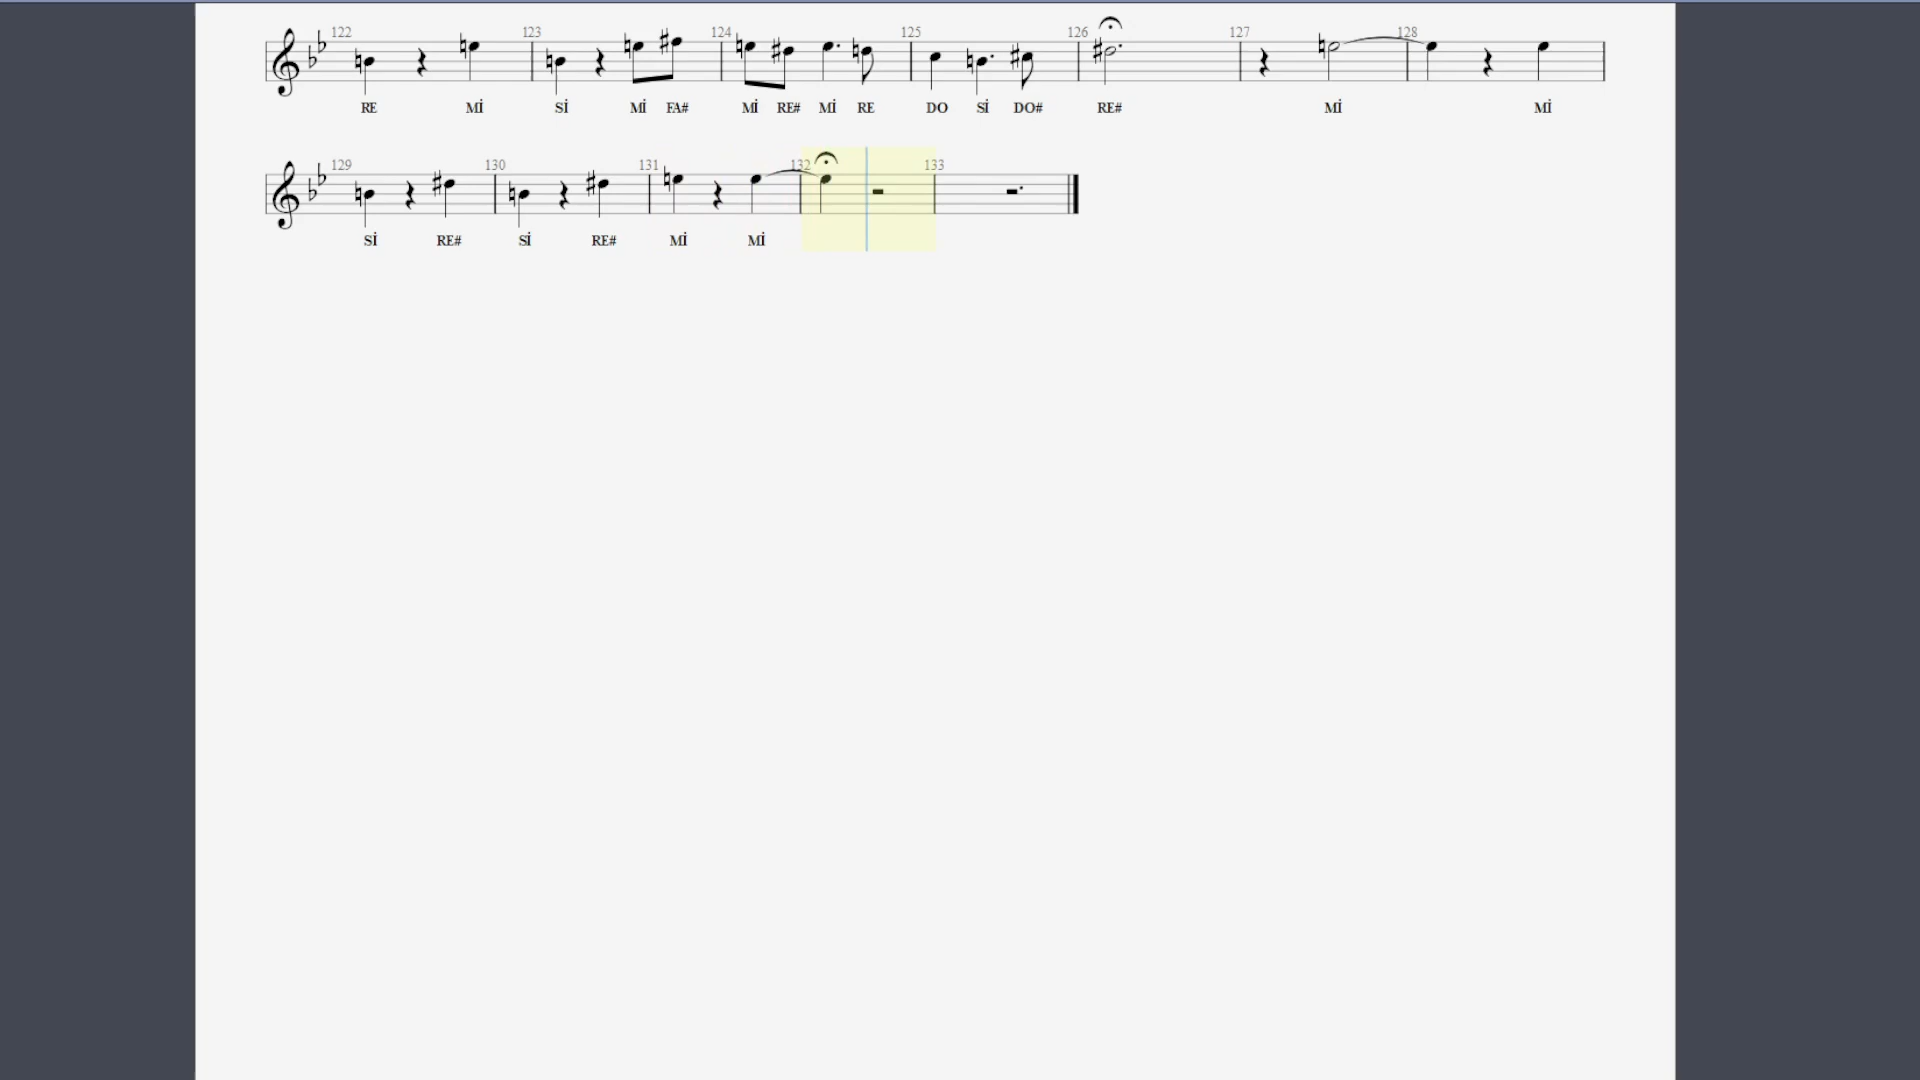 122 123 124 125 126 127 128
RE Mİ Sİ Mİ FA# Mİ RE# Mİ RE DO Sİ DO# RE# Mİ Mİ
129 130 131 132 133
Sİ RE# Sİ RE# Mİ Mİ